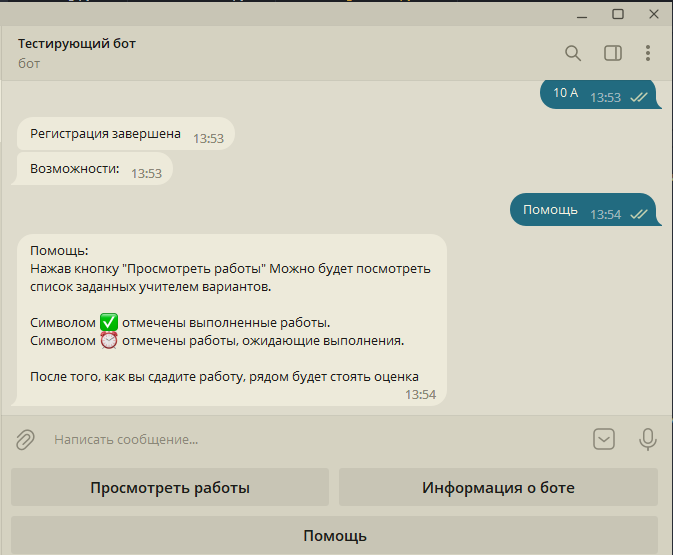 Тестирующий бот
бот
10 А 13:53
Регистрация завершена 13:53
Возможности: 13:53
Помощь 13:54
Помощь:
Нажав кнопку "Просмотреть работы" Можно будет посмотреть
список заданных учителем вариантов.
Символом ✅ отмечены выполненные работы.
Символом ⏰ отмечены работы, ожидающие выполнения.
После того, как вы сдадите работу, рядом будет стоять оценка
13:54
Написать сообщение...
Просмотреть работы
Информация о боте
Помощь